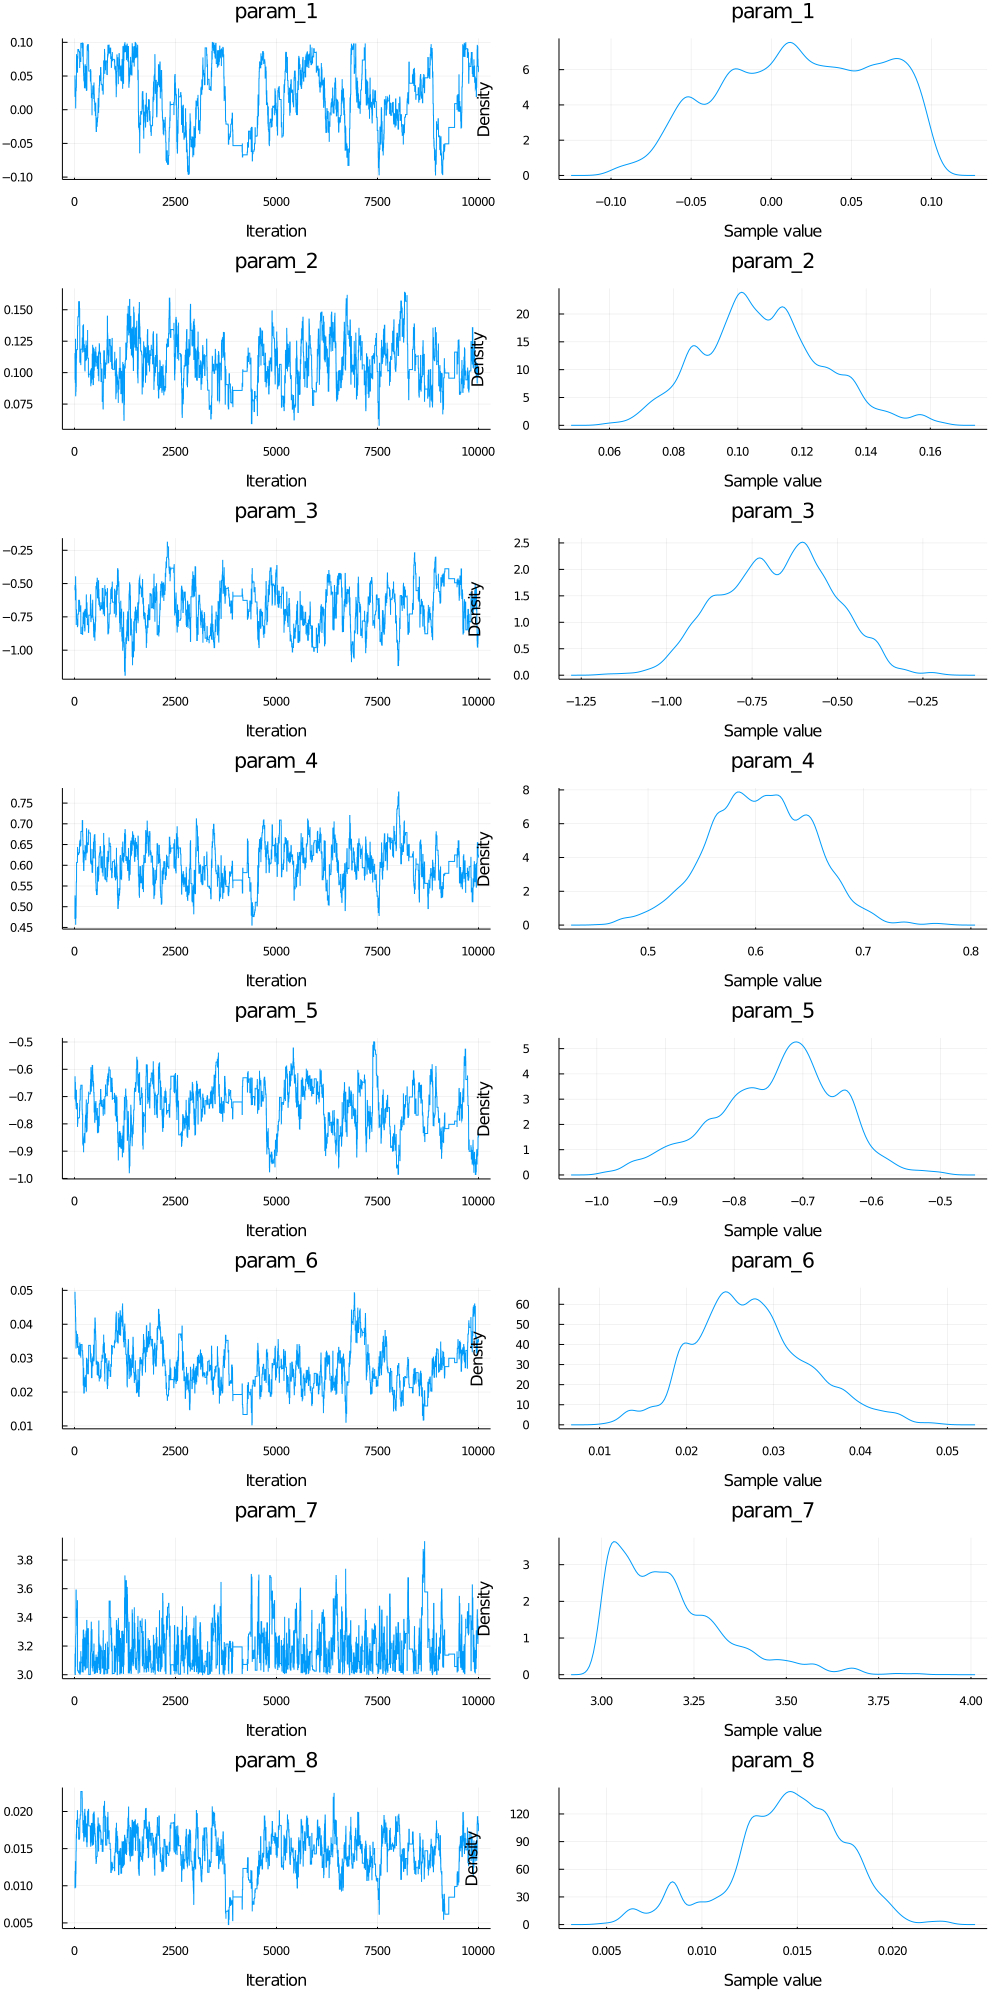 param_1 param_1
0.10
0.05
0.00
−0.05
−0.10
Density
6
4
2
0
0 2500 5000 7500 10000 −0.10 −0.05 0.00 0.05 0.10
Iteration Sample value
param_2 param_2
0.150
0.125
0.100
0.075
Density
20
15
10
5
0
0 2500 5000 7500 10000 0.06 0.08 0.10 0.12 0.14 0.16
Iteration Sample value
param_3 param_3
−0.25
−0.50
−0.75
−1.00
Density
2.5
2.0
1.5
1.0
0.5
0.0
0 2500 5000 7500 10000 −1.25 −1.00 −0.75 −0.50 −0.25
Iteration Sample value
param_4 param_4
0.75
0.70
0.65
0.60
0.55
0.50
0.45
Density
8
6
4
2
0
0 2500 5000 7500 10000 0.5 0.6 0.7 0.8
Iteration Sample value
param_5 param_5
−0.5
−0.6
−0.7
−0.8
−0.9
−1.0
Density
5
4
3
2
1
0
0 2500 5000 7500 10000 −1.0 −0.9 −0.8 −0.7 −0.6 −0.5
Iteration Sample value
param_6 param_6
0.05
0.04
0.03
0.02
0.01
Density
60
50
40
30
20
10
0
0 2500 5000 7500 10000 0.01 0.02 0.03 0.04 0.05
Iteration Sample value
param_7 param_7
3.8
3.6
3.4
3.2
3.0
Density
3
2
1
0
0 2500 5000 7500 10000 3.00 3.25 3.50 3.75 4.00
Iteration Sample value
param_8 param_8
0.020
0.015
0.010
0.005
Density
120
90
60
30
0
0 2500 5000 7500 10000 0.005 0.010 0.015 0.020
Iteration Sample value